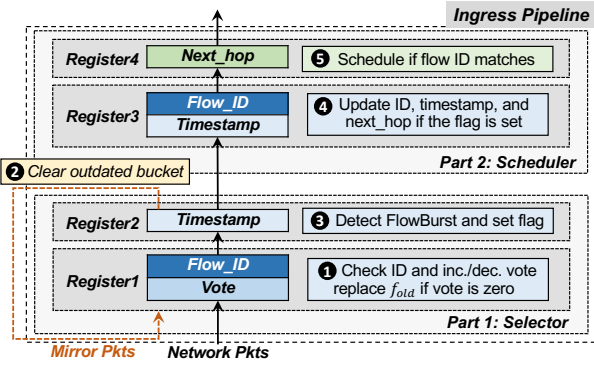 Ingress Pipeline
Register4
Next_hop
❺ Schedule if flow ID matches
Register3
Flow_ID
Timestamp
❹ Update ID, timestamp, and
next_hop if the flag is set
Part 2: Scheduler
❷ Clear outdated bucket
Register2
Timestamp
❸ Detect FlowBurst and set flag
Register1
Flow_ID
Vote
❶ Check ID and inc./dec. vote
replace f_old if vote is zero
Part 1: Selector
Mirror Pkts
Network Pkts